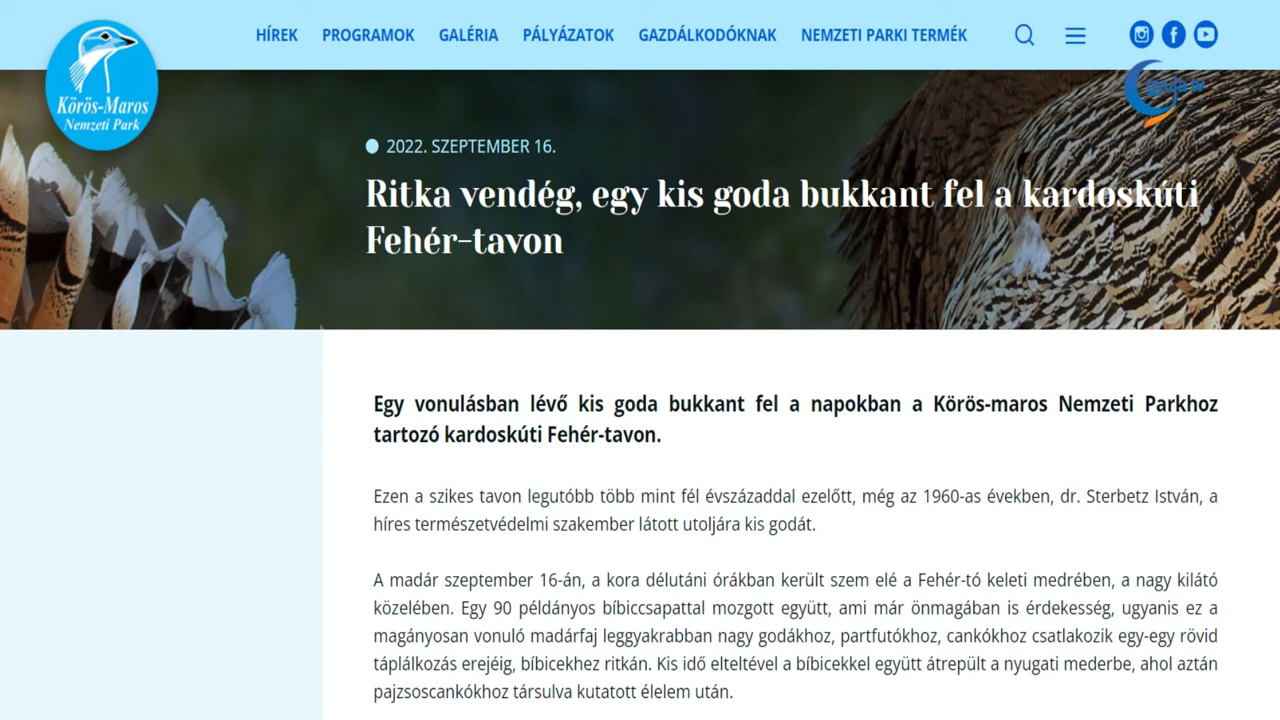 HÍREK PROGRAMOK GALÉRIA PÁLYÁZATOK GAZDÁLKODÓKNAK NEMZETI PARKI TERMÉK
Körös-Maros
Nemzeti Park
gyulatv
2022. SZEPTEMBER 16.
Ritka vendég, egy kis goda bukkant fel a kardoskúti
Fehér-tavon
Egy vonulásban lévő kis goda bukkant fel a napokban a Körös-maros Nemzeti Parkhoz
tartozó kardoskúti Fehér-tavon.
Ezen a szikes tavon legutóbb több mint fél évszázaddal ezelőtt, még az 1960-as években, dr. Sterbetz István, a
híres természetvédelmi szakember látott utoljára kis godát.
A madár szeptember 16-án, a kora délutáni órákban került szem elé a Fehér-tó keleti medrében, a nagy kilátó
közelében. Egy 90 példányos bíbiccsapattal mozgott együtt, ami már önmagában is érdekesség, ugyanis ez a
magányosan vonuló madárfaj leggyakrabban nagy godákhoz, partfutókhoz, cankókhoz csatlakozik egy-egy rövid
táplálkozás erejéig, bíbicekhez ritkán. Kis idő elteltével a bíbicekkel együtt átrepült a nyugati mederbe, ahol aztán
pajzsoscankókhoz társulva kutatott élelem után.